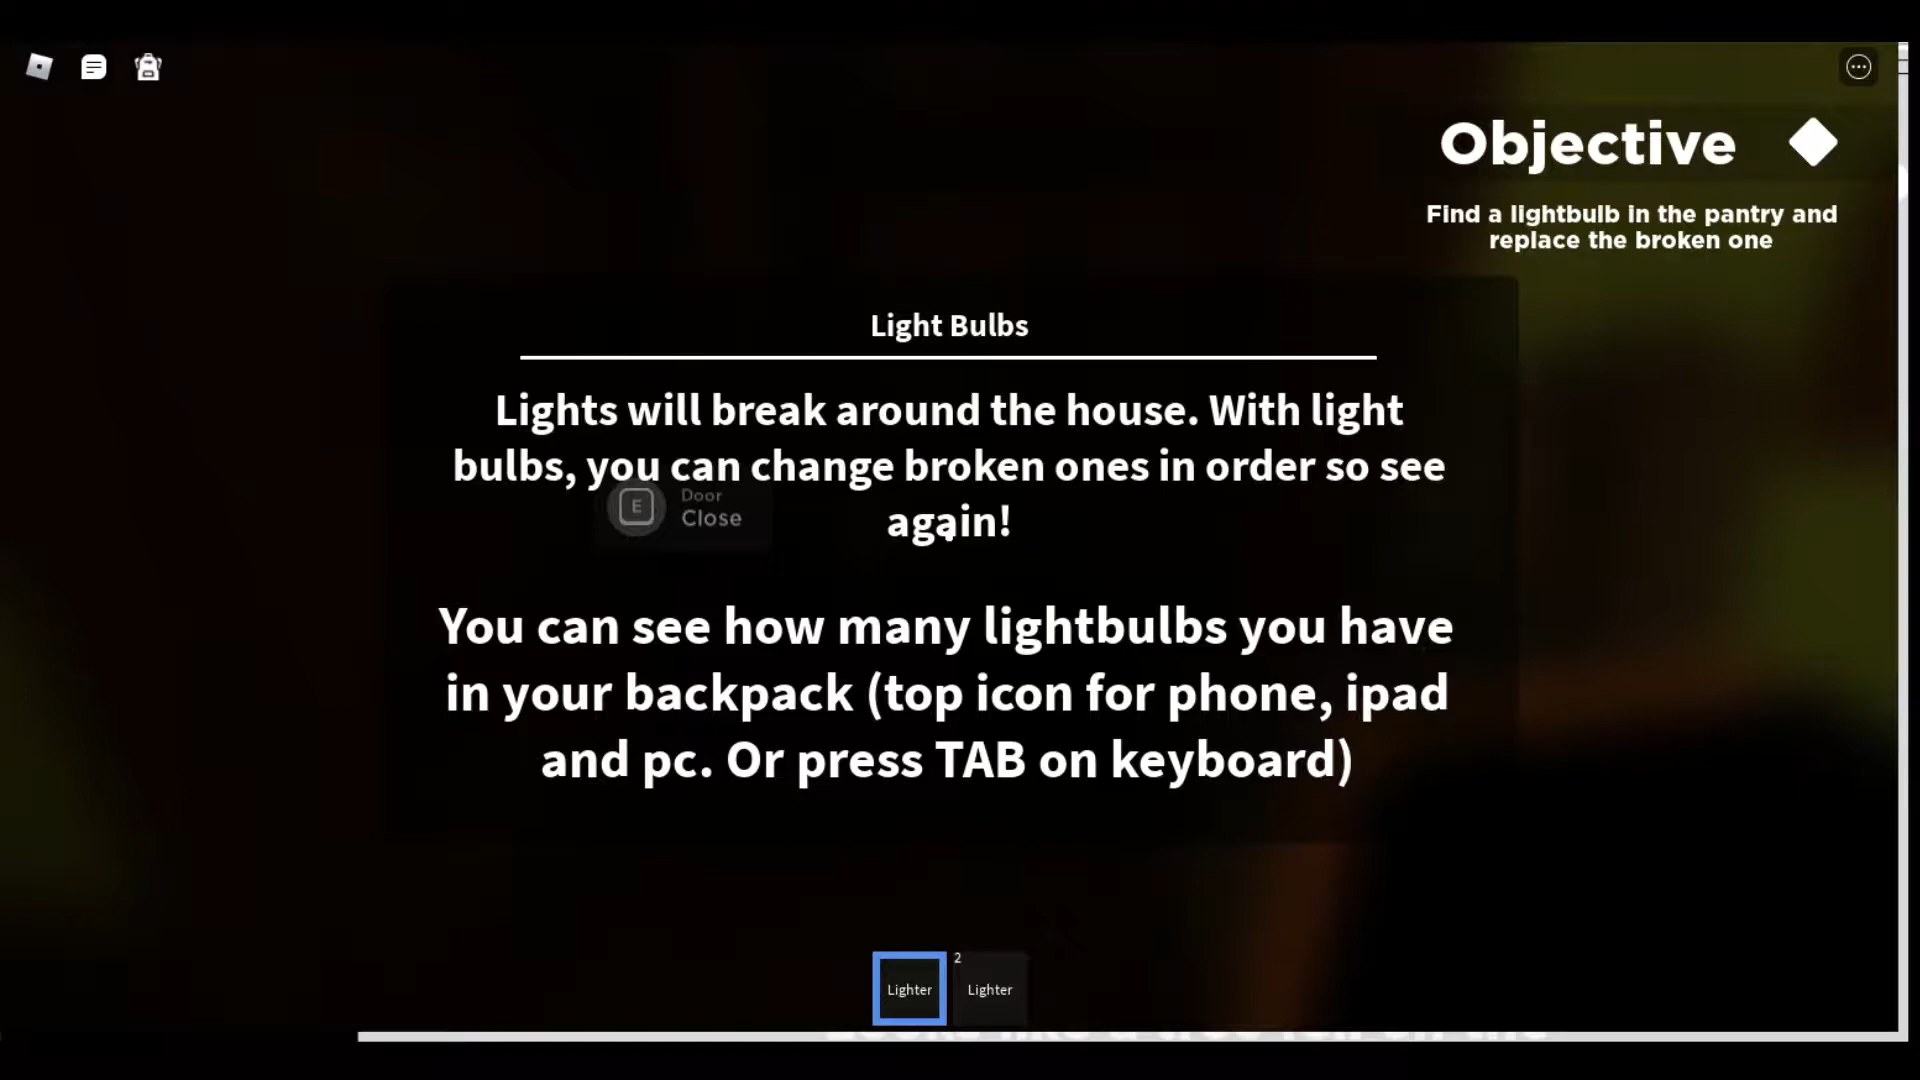 Objective
Find a lightbulb in the pantry and
replace the broken one
Light Bulbs
Lights will break around the house. With light
bulbs, you can change broken ones in order so see
again!
E
Door
Close
You can see how many lightbulbs you have
in your backpack (top icon for phone, ipad
and pc. Or press TAB on keyboard)
Lighter
2
Lighter